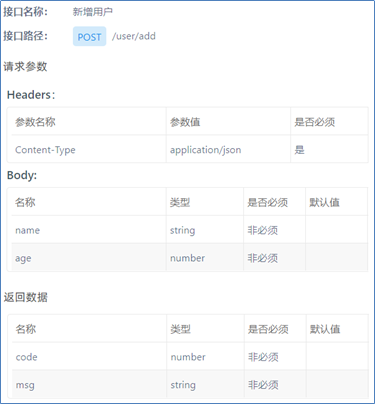 接口名称： 新增用户
接口路径： POST /user/add
请求参数
Headers：
参数名称 参数值 是否必须
Content-Type application/json 是
Body:
名称 类型 是否必须 默认值
name string 非必须
age number 非必须
返回数据
名称 类型 是否必须 默认值
code number 非必须
msg string 非必须